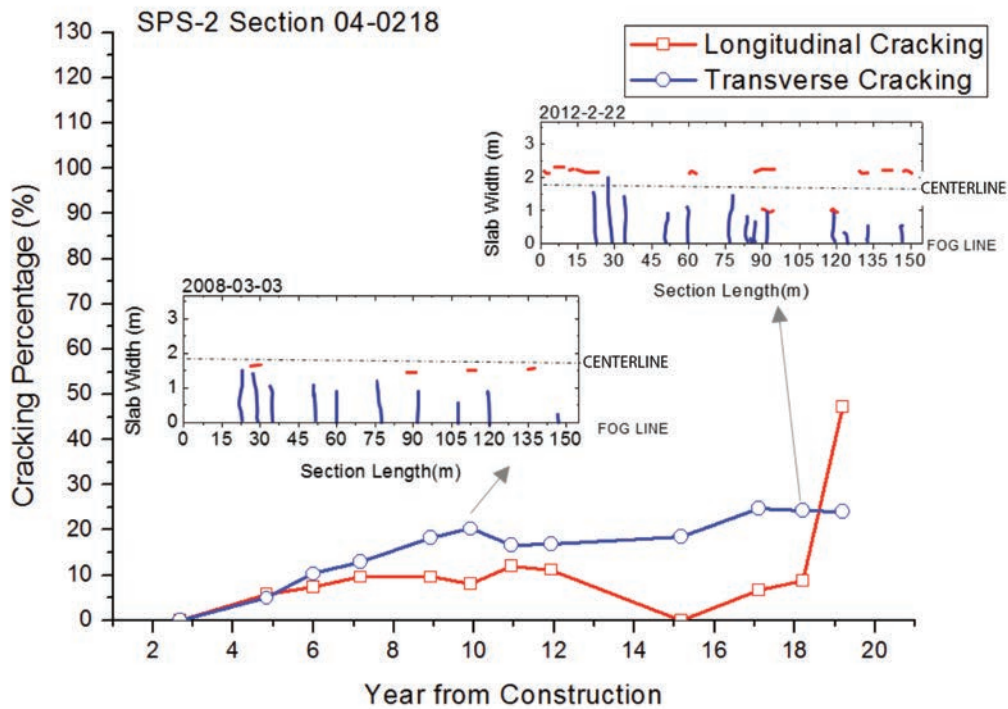 SPS-2 Section 04-0218
Longitudinal Cracking
Transverse Cracking
Cracking Percentage (%)
130
120
110
100
90
80
70
60
50
40
30
20
10
0
2 4 6 8 10 12 14 16 18 20
Year from Construction
2012-2-22
Slab Width (m)
3
2
1
0
CENTERLINE
FOG LINE
0 15 30 45 60 75 90 105 120 135 150
Section Length(m)
2008-03-03
Slab Width (m)
3
2
1
0
CENTERLINE
FOG LINE
0 15 30 45 60 75 90 105 120 135 150
Section Length(m)